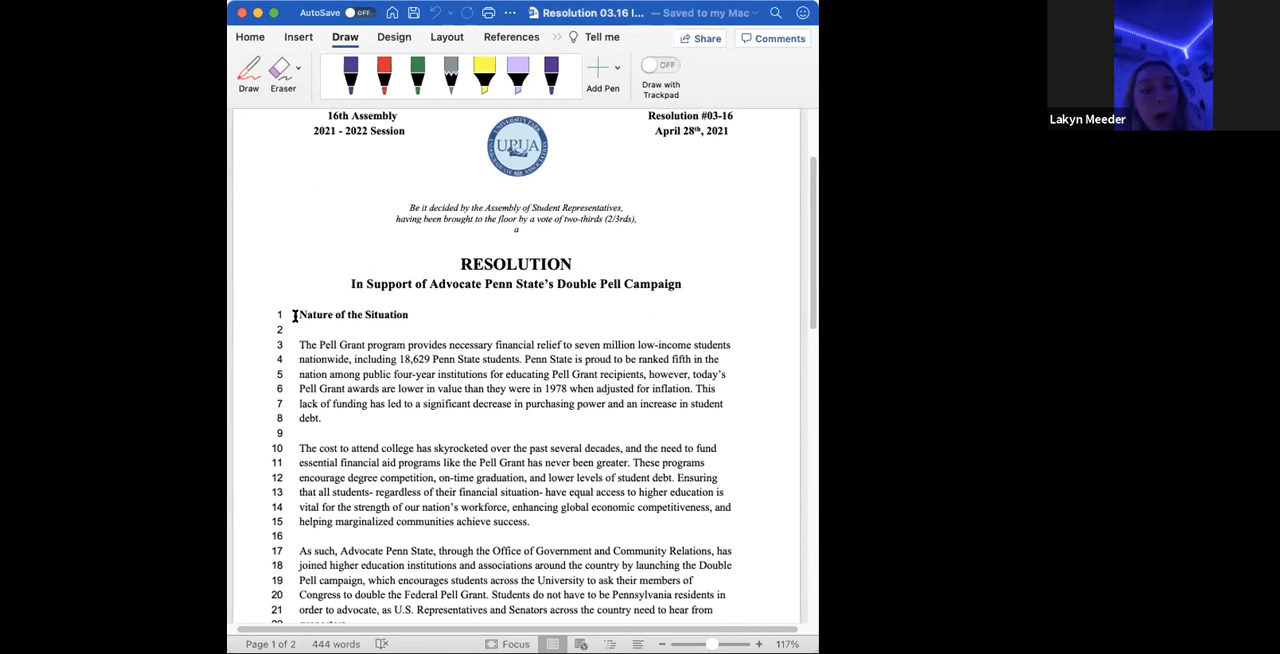 AutoSave OFF Resolution 03.16 I... — Saved to my Mac
Home Insert Draw Design Layout References Tell me Share Comments
OFF
Draw Eraser Add Pen Draw with
Trackpad
Lakyn Meeder
16th Assembly Resolution #03-16
2021 - 2022 Session April 28th, 2021
UPUA
Be it decided by the Assembly of Student Representatives,
having been brought to the floor by a vote of two-thirds (2/3rds),
a
RESOLUTION
In Support of Advocate Penn State's Double Pell Campaign
1 Nature of the Situation
2
3 The Pell Grant program provides necessary financial relief to seven million low-income students
4 nationwide, including 18,629 Penn State students. Penn State is proud to be ranked fifth in the
5 nation among public four-year institutions for educating Pell Grant recipients, however, today's
6 Pell Grant awards are lower in value than they were in 1978 when adjusted for inflation. This
7 lack of funding has led to a significant decrease in purchasing power and an increase in student
8 debt.
9
10 The cost to attend college has skyrocketed over the past several decades, and the need to fund
11 essential financial aid programs like the Pell Grant has never been greater. These programs
12 encourage degree competition, on-time graduation, and lower levels of student debt. Ensuring
13 that all students- regardless of their financial situation- have equal access to higher education is
14 vital for the strength of our nation's workforce, enhancing global economic competitiveness, and
15 helping marginalized communities achieve success.
16
17 As such, Advocate Penn State, through the Office of Government and Community Relations, has
18 joined higher education institutions and associations around the country by launching the Double
19 Pell campaign, which encourages students across the University to ask their members of
20 Congress to double the Federal Pell Grant. Students do not have to be Pennsylvania residents in
21 order to advocate, as U.S. Representatives and Senators across the country need to hear from
Page 1 of 2 444 words Focus 117%